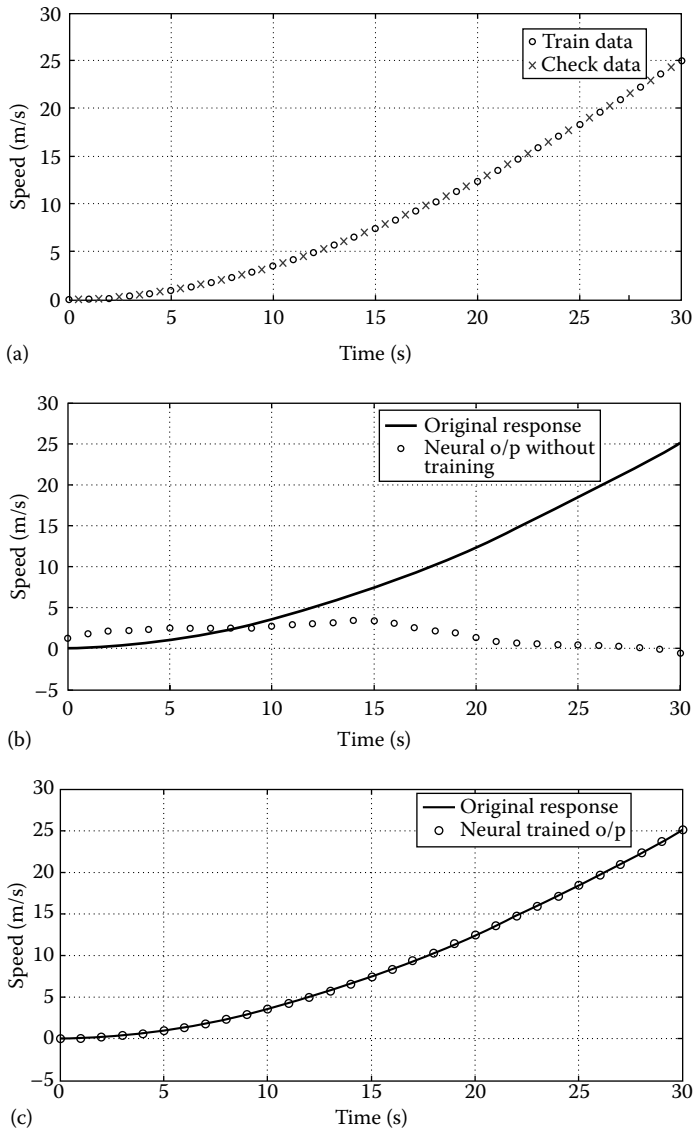 30
25
20
15
10
5
0
Speed (m/s)
Train data
Check data
0 5 10 15 20 25 30
(a)
Time (s)
30
25
20
15
10
5
0
−5
Speed (m/s)
Original response
Neural o/p without
training
0 5 10 15 20 25 30
(b)
Time (s)
30
25
20
15
10
5
0
−5
Speed (m/s)
Original response
Neural trained o/p
0 5 10 15 20 25 30
(c)
Time (s)